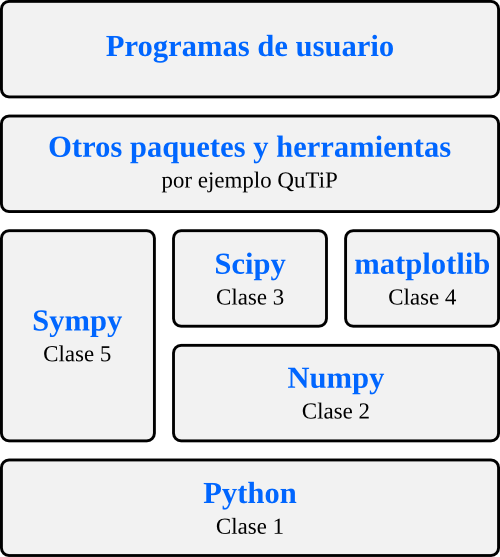 Programas de usuario
Otros paquetes y herramientas
por ejemplo QuTiP
Sympy
Clase 5
Scipy
Clase 3
matplotlib
Clase 4
Numpy
Clase 2
Python
Clase 1